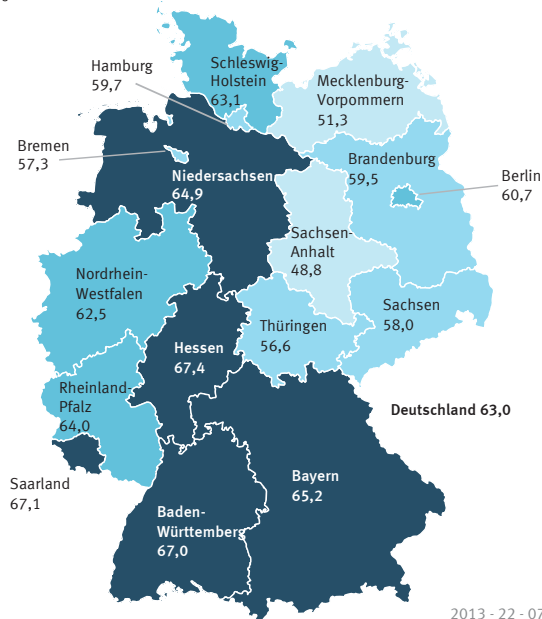 Hamburg
59,7
Schleswig-
Holstein
63,1
Mecklenburg-
Vorpommern
51,3
Bremen
57,3
Niedersachsen
64,9
Brandenburg
59,5
Berlin
60,7
Sachsen-
Anhalt
48,8
Nordrhein-
Westfalen
62,5
Sachsen
58,0
Thüringen
56,6
Hessen
67,4
Rheinland-
Pfalz
64,0
Deutschland 63,0
Saarland
67,1
Bayern
65,2
Baden-
Württemberg
67,0
2013 - 22 - 07